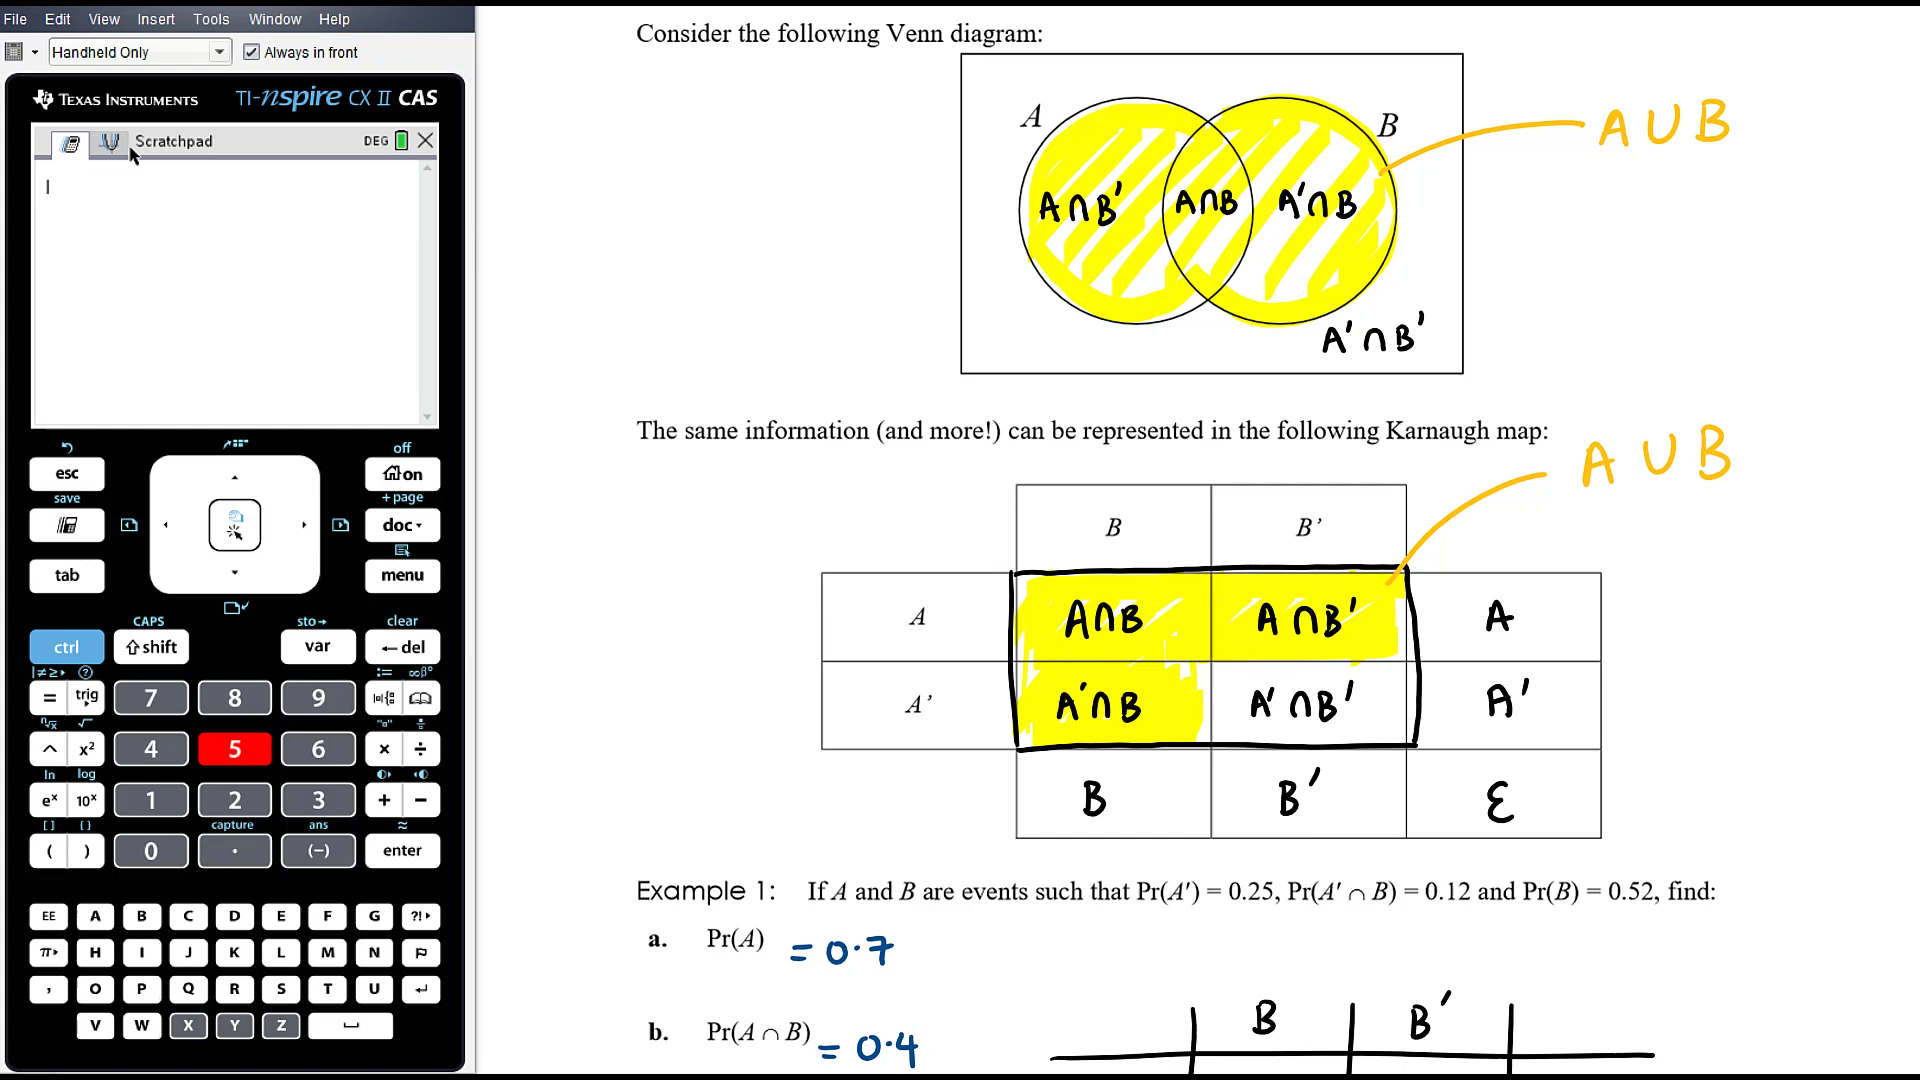 File Edit View Insert Tools Window Help
Handheld Only Always in front
TEXAS INSTRUMENTS TI-nspire CX II CAS
Scratchpad DEG
off
esc on
save + page
doc
tab menu
CAPS sto→ clear
ctrl shift var del
= trig 7 8 9
^ x² 4 5 6 × ÷
ln log
eˣ 10ˣ 1 2 3 + −
[ ] { } capture ans ≈
( ) 0 . (−) enter
EE A B C D E F G ?!
π H I J K L M N
, O P Q R S T U
V W X Y Z
Consider the following Venn diagram:
A B A∪B
A∩B′ A∩B A′∩B
A′∩B′
The same information (and more!) can be represented in the following Karnaugh map:
A∪B
B B’
A A∩B A∩B′ A
A’ A′∩B A′∩B′ A′
B B′ ε
Example 1: If A and B are events such that Pr(A′) = 0.25, Pr(A′ ∩ B) = 0.12 and Pr(B) = 0.52, find:
a. Pr(A) = 0.7
b. Pr(A ∩ B) = 0.4
B B′